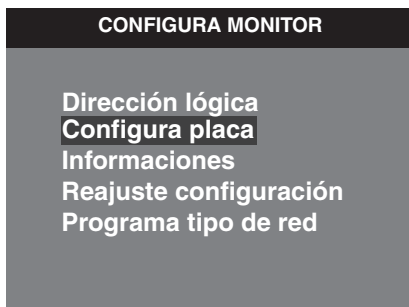 CONFIGURA MONITOR
Dirección lógica
Configura placa
Informaciones
Reajuste configuración
Programa tipo de red